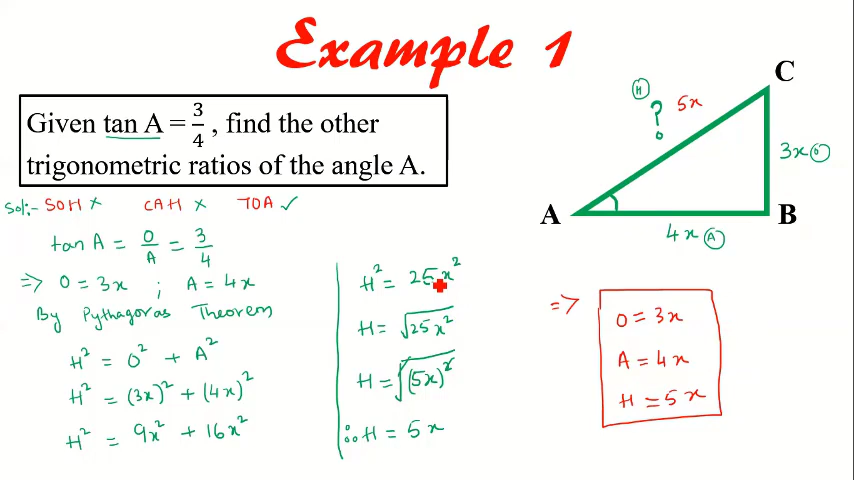 Example 1
Given tan A = 3/4, find the other
trigonometric ratios of the angle A.
Sol:- SOH × CAH × TOA ✓
tan A = O/A = 3/4
=> O = 3x ; A = 4x
By Pythagoras Theorem
H² = O² + A²
H² = (3x)² + (4x)²
H² = 9x² + 16x²
H² = 25x²
H = √25x²
H = √(5x)²
∴ H = 5x
C
H
?
5x
3x O
A
B
4x A
=>
O = 3x
A = 4x
H = 5x